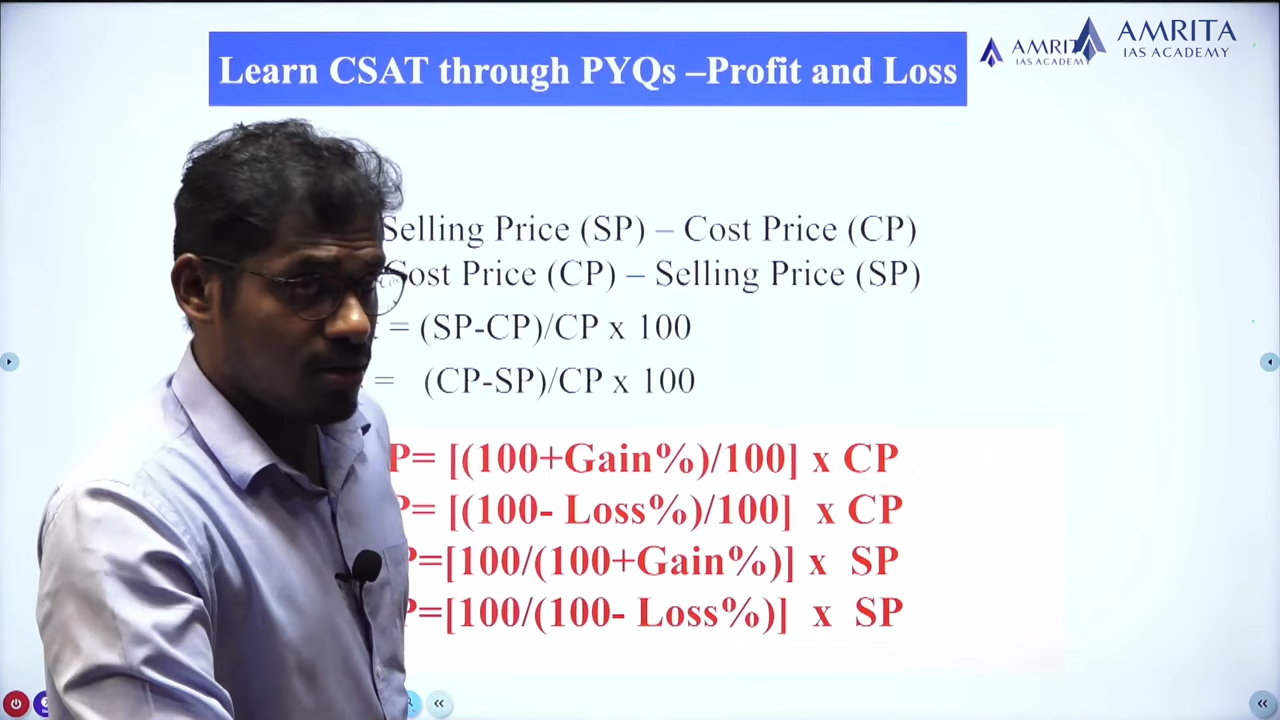 Learn CSAT through PYQs –Profit and Loss
AMRITA
IAS ACADEMY
AMRITA
IAS ACADEMY
Selling Price (SP) – Cost Price (CP)
Cost Price (CP) – Selling Price (SP)
= (SP-CP)/CP x 100
= (CP-SP)/CP x 100
P= [(100+Gain%)/100] x CP
P= [(100- Loss%)/100] x CP
P=[100/(100+Gain%)] x SP
P=[100/(100- Loss%)] x SP